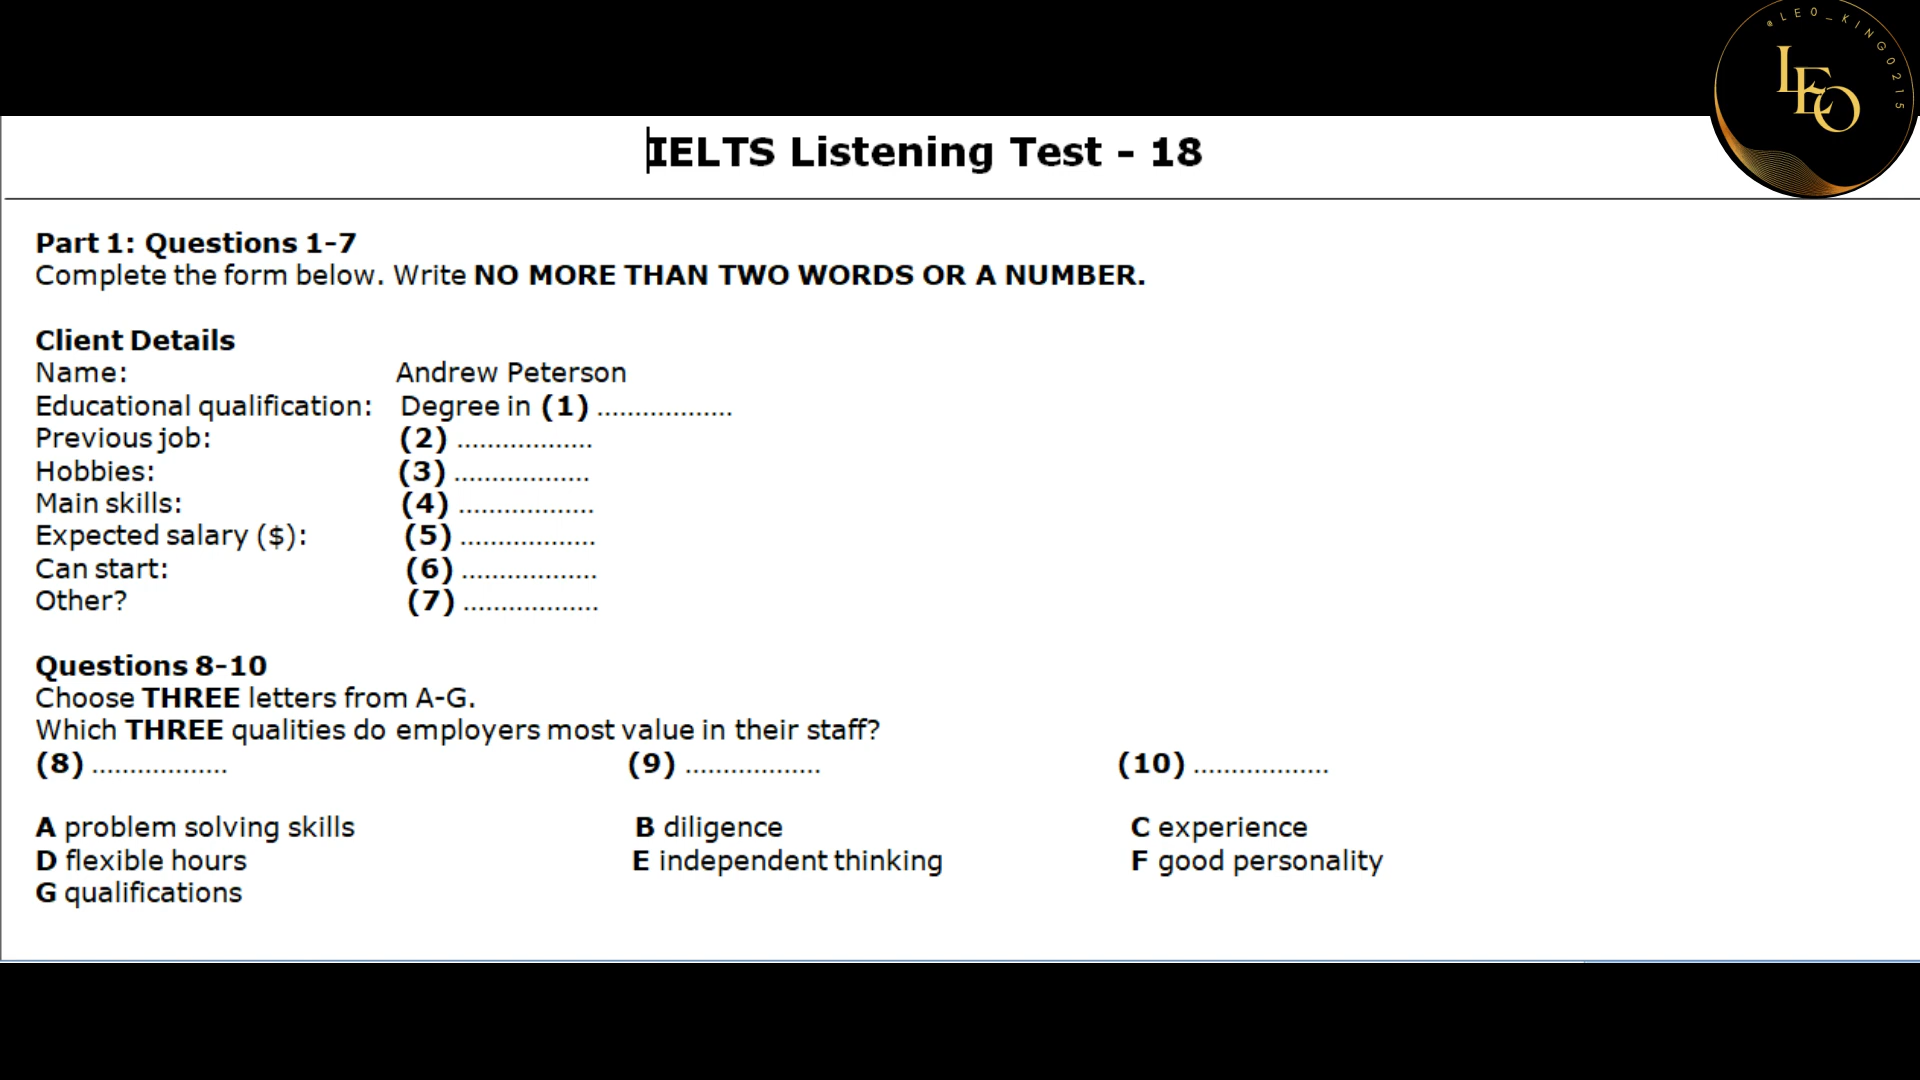 @LEO_KING0215
LEO
IELTS Listening Test - 18
Part 1: Questions 1-7
Complete the form below. Write NO MORE THAN TWO WORDS OR A NUMBER.
Client Details
Name: Andrew Peterson
Educational qualification: Degree in (1) ..................
Previous job: (2) ..................
Hobbies: (3) ..................
Main skills: (4) ..................
Expected salary ($): (5) ..................
Can start: (6) ..................
Other? (7) ..................
Questions 8-10
Choose THREE letters from A-G.
Which THREE qualities do employers most value in their staff?
(8) .................. (9) .................. (10) ..................
A problem solving skills B diligence C experience
D flexible hours E independent thinking F good personality
G qualifications